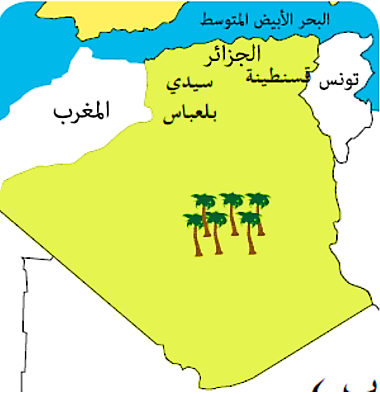 البحر الأبيض المتوسط
الجزائر
قسنطينة
تونس
سيدي
بلعباس
المغرب